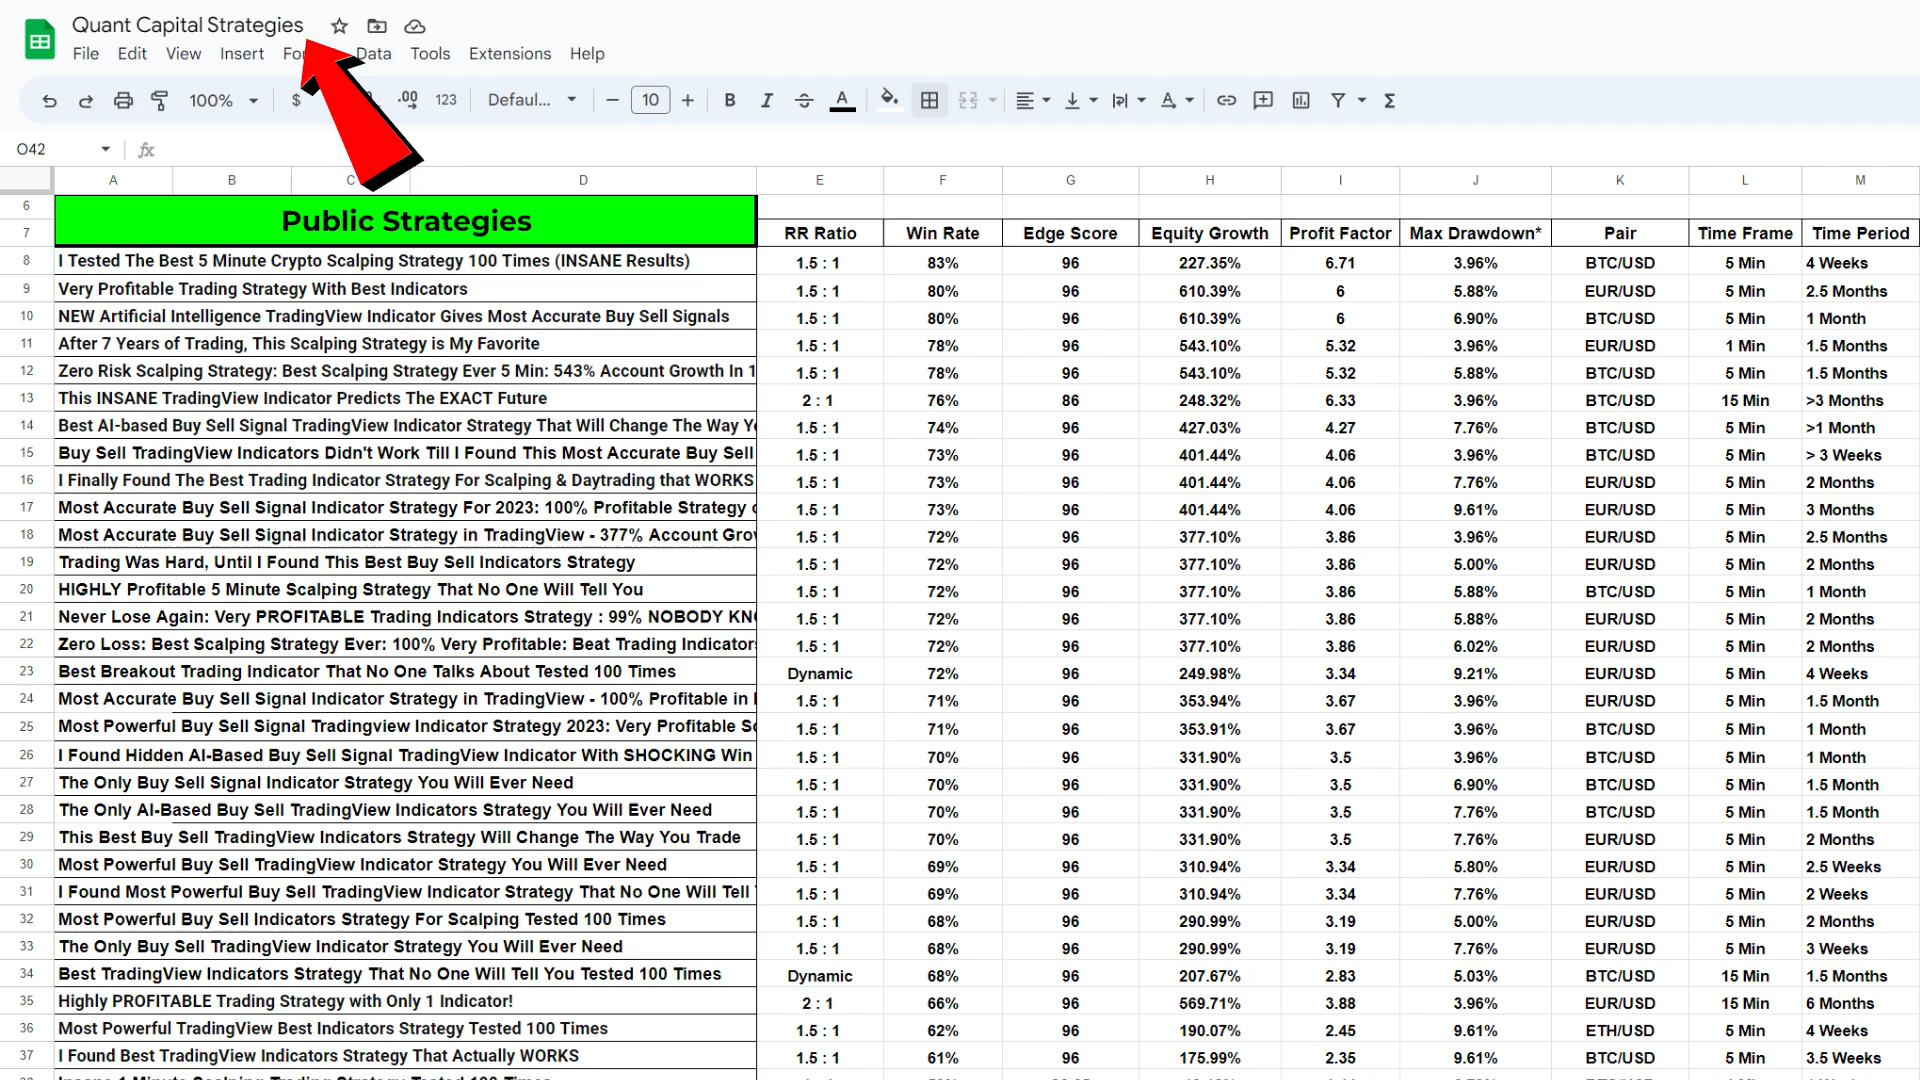 Quant Capital Strategies
File Edit View Insert Data Tools Extensions Help
100% $ .00 123 Defaul... 10 B I A Σ
O42 fx
A B C D E F G H I J K L M
6 Public Strategies
7 RR Ratio Win Rate Edge Score Equity Growth Profit Factor Max Drawdown* Pair Time Frame Time Period
8 I Tested The Best 5 Minute Crypto Scalping Strategy 100 Times (INSANE Results) 1.5 : 1 83% 96 227.35% 6.71 3.96% BTC/USD 5 Min 4 Weeks
9 Very Profitable Trading Strategy With Best Indicators 1.5 : 1 80% 96 610.39% 6 5.88% EUR/USD 5 Min 2.5 Months
10 NEW Artificial Intelligence TradingView Indicator Gives Most Accurate Buy Sell Signals 1.5 : 1 80% 96 610.39% 6 6.90% BTC/USD 5 Min 1 Month
11 After 7 Years of Trading, This Scalping Strategy is My Favorite 1.5 : 1 78% 96 543.10% 5.32 3.96% EUR/USD 1 Min 1.5 Months
12 Zero Risk Scalping Strategy: Best Scalping Strategy Ever 5 Min: 543% Account Growth In 1 1.5 : 1 78% 96 543.10% 5.32 5.88% BTC/USD 5 Min 1.5 Months
13 This INSANE TradingView Indicator Predicts The EXACT Future 2 : 1 76% 86 248.32% 6.33 3.96% BTC/USD 15 Min >3 Months
14 Best AI-based Buy Sell Signal TradingView Indicator Strategy That Will Change The Way 1.5 : 1 74% 96 427.03% 4.27 7.76% BTC/USD 5 Min >1 Month
15 Buy Sell TradingView Indicators Didn't Work Till I Found This Most Accurate Buy Sell 1.5 : 1 73% 96 401.44% 4.06 3.96% BTC/USD 5 Min > 3 Weeks
16 I Finally Found The Best Trading Indicator Strategy For Scalping & Daytrading that WORKS 1.5 : 1 73% 96 401.44% 4.06 7.76% EUR/USD 5 Min 2 Months
17 Most Accurate Buy Sell Signal Indicator Strategy For 2023: 100% Profitable Strategy 1.5 : 1 73% 96 401.44% 4.06 9.61% EUR/USD 5 Min 3 Months
18 Most Accurate Buy Sell Signal Indicator Strategy in TradingView - 377% Account Grow 1.5 : 1 72% 96 377.10% 3.86 3.96% EUR/USD 5 Min 2.5 Months
19 Trading Was Hard, Until I Found This Best Buy Sell Indicators Strategy 1.5 : 1 72% 96 377.10% 3.86 5.00% EUR/USD 5 Min 2 Months
20 HIGHLY Profitable 5 Minute Scalping Strategy That No One Will Tell You 1.5 : 1 72% 96 377.10% 3.86 5.88% BTC/USD 5 Min 1 Month
21 Never Lose Again: Very PROFITABLE Trading Indicators Strategy : 99% NOBODY KNO 1.5 : 1 72% 96 377.10% 3.86 5.88% EUR/USD 5 Min 2 Months
22 Zero Loss: Best Scalping Strategy Ever: 100% Very Profitable: Beat Trading Indicators 1.5 : 1 72% 96 377.10% 3.86 6.02% EUR/USD 5 Min 2 Months
23 Best Breakout Trading Indicator That No One Talks About Tested 100 Times Dynamic 72% 96 249.98% 3.34 9.21% EUR/USD 5 Min 4 Weeks
24 Most Accurate Buy Sell Signal Indicator Strategy in TradingView - 100% Profitable in 1.5 : 1 71% 96 353.94% 3.67 3.96% EUR/USD 5 Min 1.5 Month
25 Most Powerful Buy Sell Signal Tradingview Indicator Strategy 2023: Very Profitable 1.5 : 1 71% 96 353.91% 3.67 3.96% BTC/USD 5 Min 1 Month
26 I Found Hidden AI-Based Buy Sell Signal TradingView Indicator With SHOCKING Win 1.5 : 1 70% 96 331.90% 3.5 3.96% BTC/USD 5 Min 1 Month
27 The Only Buy Sell Signal Indicator Strategy You Will Ever Need 1.5 : 1 70% 96 331.90% 3.5 6.90% BTC/USD 5 Min 1.5 Month
28 The Only AI-Based Buy Sell TradingView Indicators Strategy You Will Ever Need 1.5 : 1 70% 96 331.90% 3.5 7.76% BTC/USD 5 Min 1.5 Month
29 This Best Buy Sell TradingView Indicators Strategy Will Change The Way You Trade 1.5 : 1 70% 96 331.90% 3.5 7.76% EUR/USD 5 Min 2 Months
30 Most Powerful Buy Sell TradingView Indicator Strategy You Will Ever Need 1.5 : 1 69% 96 310.94% 3.34 5.80% EUR/USD 5 Min 2.5 Weeks
31 I Found Most Powerful Buy Sell TradingView Indicator Strategy That No One Will Tell 1.5 : 1 69% 96 310.94% 3.34 7.76% EUR/USD 5 Min 2 Weeks
32 Most Powerful Buy Sell Indicators Strategy For Scalping Tested 100 Times 1.5 : 1 68% 96 290.99% 3.19 5.00% EUR/USD 5 Min 2 Months
33 The Only Buy Sell TradingView Indicator Strategy You Will Ever Need 1.5 : 1 68% 96 290.99% 3.19 7.76% EUR/USD 5 Min 3 Weeks
34 Best TradingView Indicators Strategy That No One Will Tell You Tested 100 Times Dynamic 68% 96 207.67% 2.83 5.03% BTC/USD 15 Min 1.5 Months
35 Highly PROFITABLE Trading Strategy with Only 1 Indicator! 2 : 1 66% 96 569.71% 3.88 3.96% EUR/USD 15 Min 6 Months
36 Most Powerful TradingView Best Indicators Strategy Tested 100 Times 1.5 : 1 62% 96 190.07% 2.45 9.61% ETH/USD 5 Min 4 Weeks
37 I Found Best TradingView Indicators Strategy That Actually WORKS 1.5 : 1 61% 96 175.99% 2.35 9.61% BTC/USD 5 Min 3.5 Weeks